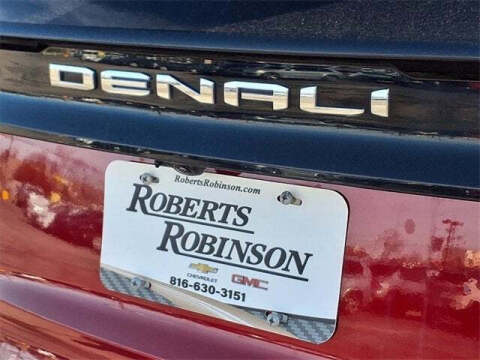 DENALI
RobertsRobinson.com
ROBERTS
ROBINSON
CHEVROLET GMC
816-630-3151